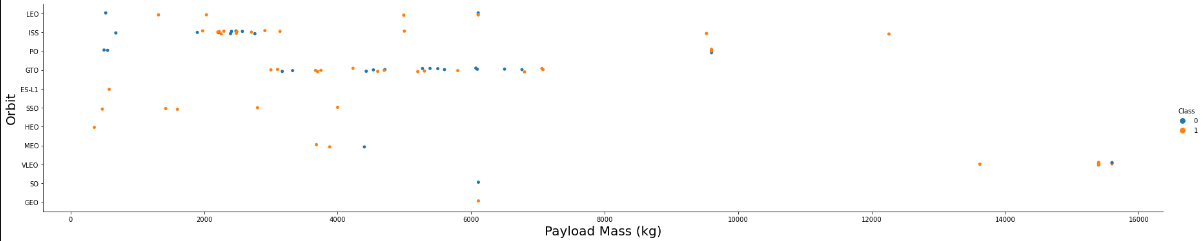 LEO
ISS
PO
GTO
ES-L1
SSO
HEO
MEO
VLEO
SO
GEO
Orbit
0 2000 4000 6000 8000 10000 12000 14000 16000
Payload Mass (kg)
Class
0
1